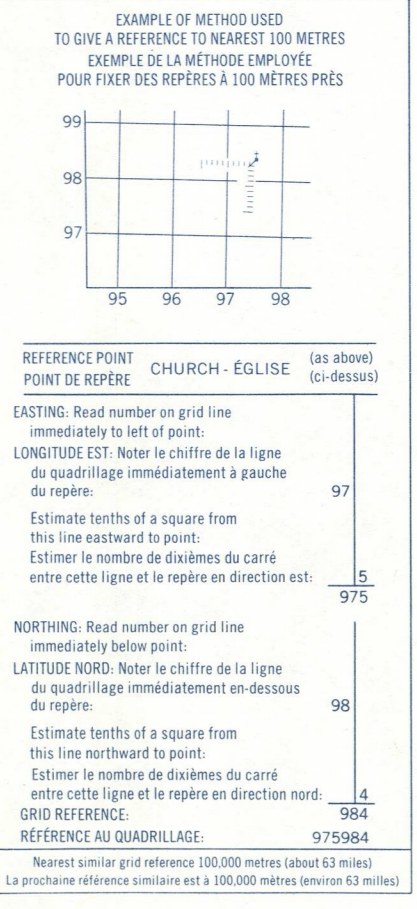 EXAMPLE OF METHOD USED
TO GIVE A REFERENCE TO NEAREST 100 METRES
EXEMPLE DE LA MÉTHODE EMPLOYÉE
POUR FIXER DES REPÈRES À 100 MÈTRES PRÈS
99
98
97
95 96 97 98
REFERENCE POINT
POINT DE REPÈRE
CHURCH - ÉGLISE
(as above)
(ci-dessus)
EASTING: Read number on grid line
immediately to left of point:
LONGITUDE EST: Noter le chiffre de la ligne
du quadrillage immédiatement à gauche
du repère: 97
Estimate tenths of a square from
this line eastward to point:
Estimer le nombre de dixièmes du carré
entre cette ligne et le repère en direction est: 5
975
NORTHING: Read number on grid line
immediately below point:
LATITUDE NORD: Noter le chiffre de la ligne
du quadrillage immédiatement en-dessous
du repère: 98
Estimate tenths of a square from
this line northward to point:
Estimer le nombre de dixièmes du carré
entre cette ligne et le repère en direction nord: 4
GRID REFERENCE: 984
RÉFÉRENCE AU QUADRILLAGE: 975984
Nearest similar grid reference 100,000 metres (about 63 miles)
La prochaine référence similaire est à 100,000 mètres (environ 63 milles)